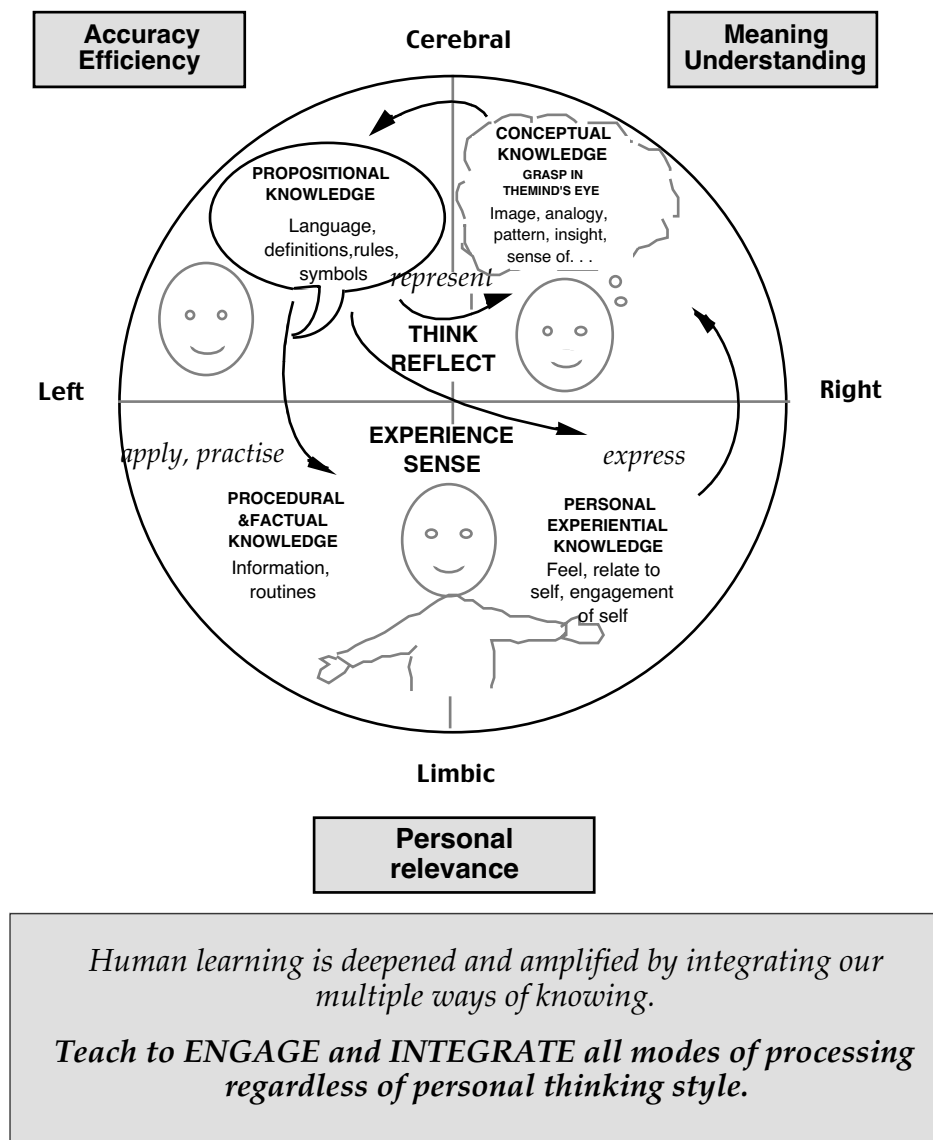 Accuracy
Efficiency
Cerebral
Meaning
Understanding
PROPOSITIONAL
KNOWLEDGE
Language,
definitions,rules,
symbols
CONCEPTUAL
KNOWLEDGE
GRASP IN
THEMIND'S EYE
Image, analogy,
pattern, insight,
sense of. . .
represent
THINK
REFLECT
Left
Right
EXPERIENCE
SENSE
apply, practise
express
PROCEDURAL
&FACTUAL
KNOWLEDGE
Information,
routines
PERSONAL
EXPERIENTIAL
KNOWLEDGE
Feel, relate to
self, engagement
of self
Limbic
Personal
relevance
Human learning is deepened and amplified by integrating our
multiple ways of knowing.
Teach to ENGAGE and INTEGRATE all modes of processing
regardless of personal thinking style.